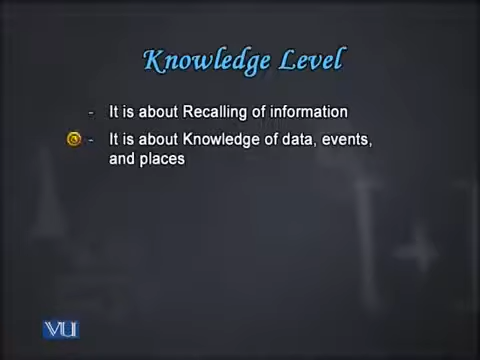 Knowledge Level
- It is about Recalling of information
- It is about Knowledge of data, events,
and places
VU